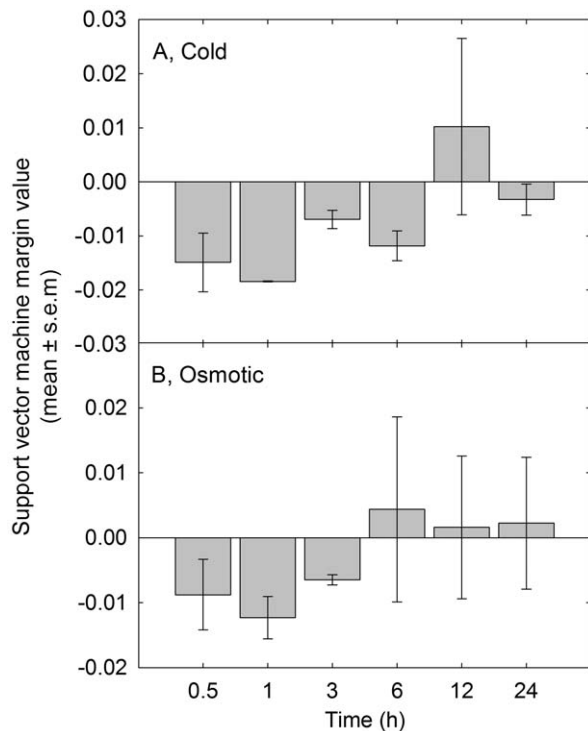 Support vector machine margin value
(mean ± s.e.m)
0.03
A, Cold
0.02
0.01
0.00
-0.01
-0.02
-0.03
B, Osmotic
0.02
0.01
0.00
-0.01
-0.02
0.5 1 3 6 12 24
Time (h)